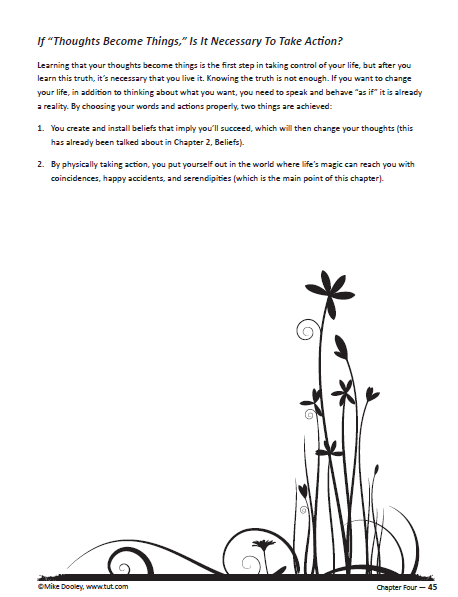 If “Thoughts Become Things,” Is It Necessary To Take Action?
Learning that your thoughts become things is the first step in taking control of your life, but after you
learn this truth, it’s necessary that you live it. Knowing the truth is not enough. If you want to change
your life, in addition to thinking about what you want, you need to speak and behave “as if” it is already
a reality. By choosing your words and actions properly, two things are achieved:
1. You create and install beliefs that imply you’ll succeed, which will then change your thoughts (this
has already been talked about in Chapter 2, Beliefs).
2. By physically taking action, you put yourself out in the world where life’s magic can reach you with
coincidences, happy accidents, and serendipities (which is the main point of this chapter).
©Mike Dooley, www.tut.com
Chapter Four — 45